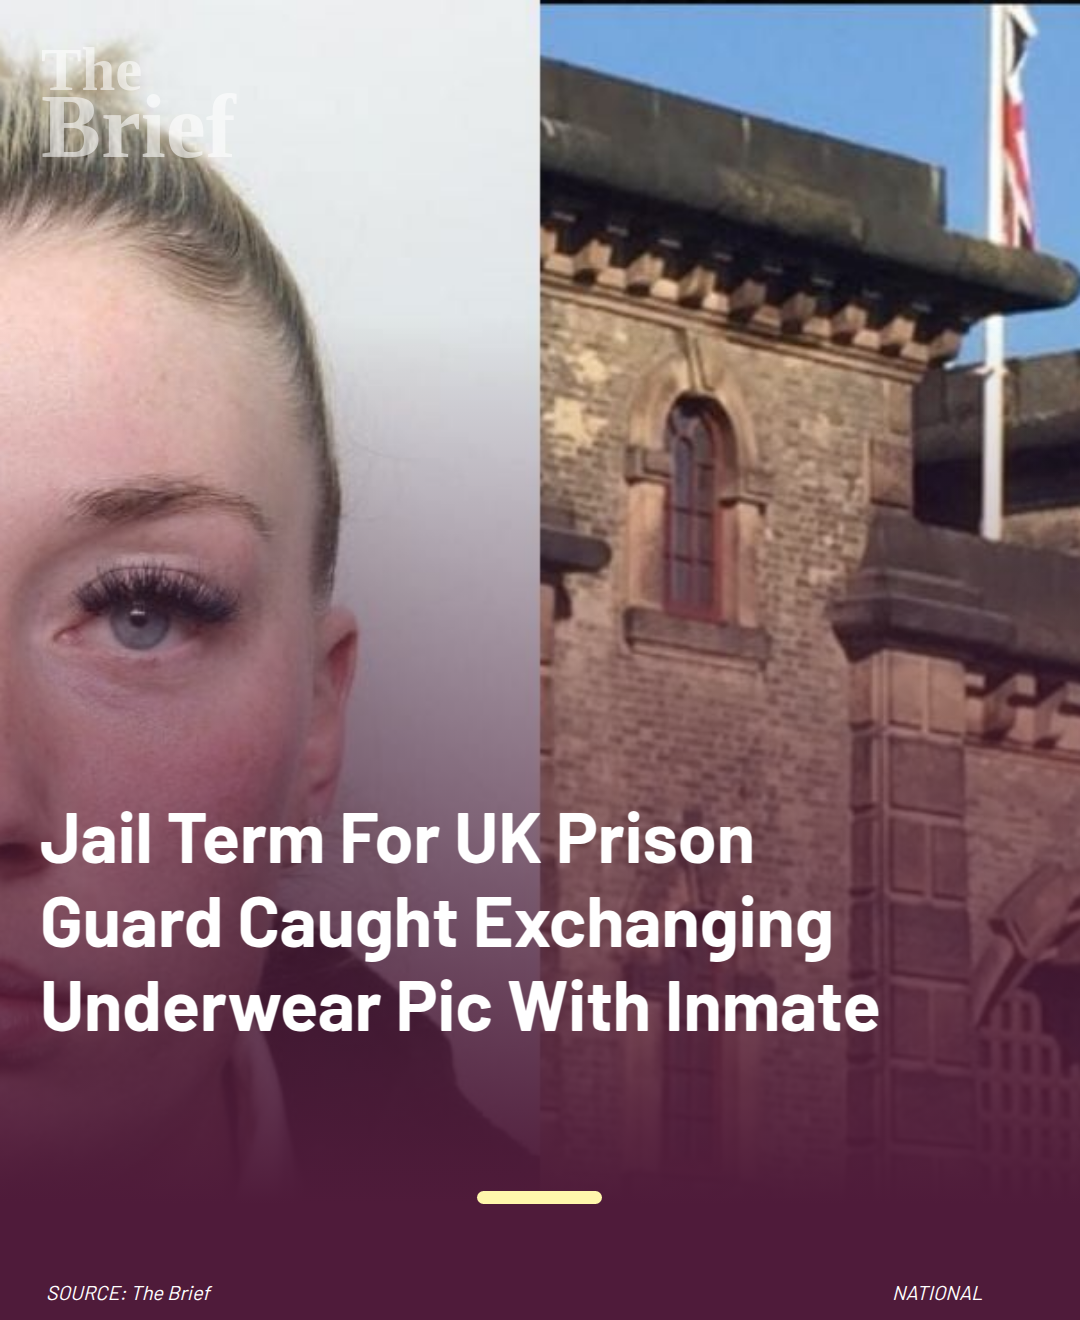 The
Brief
Jail Term For UK Prison
Guard Caught Exchanging
Underwear Pic With Inmate
SOURCE: The Brief
NATIONAL